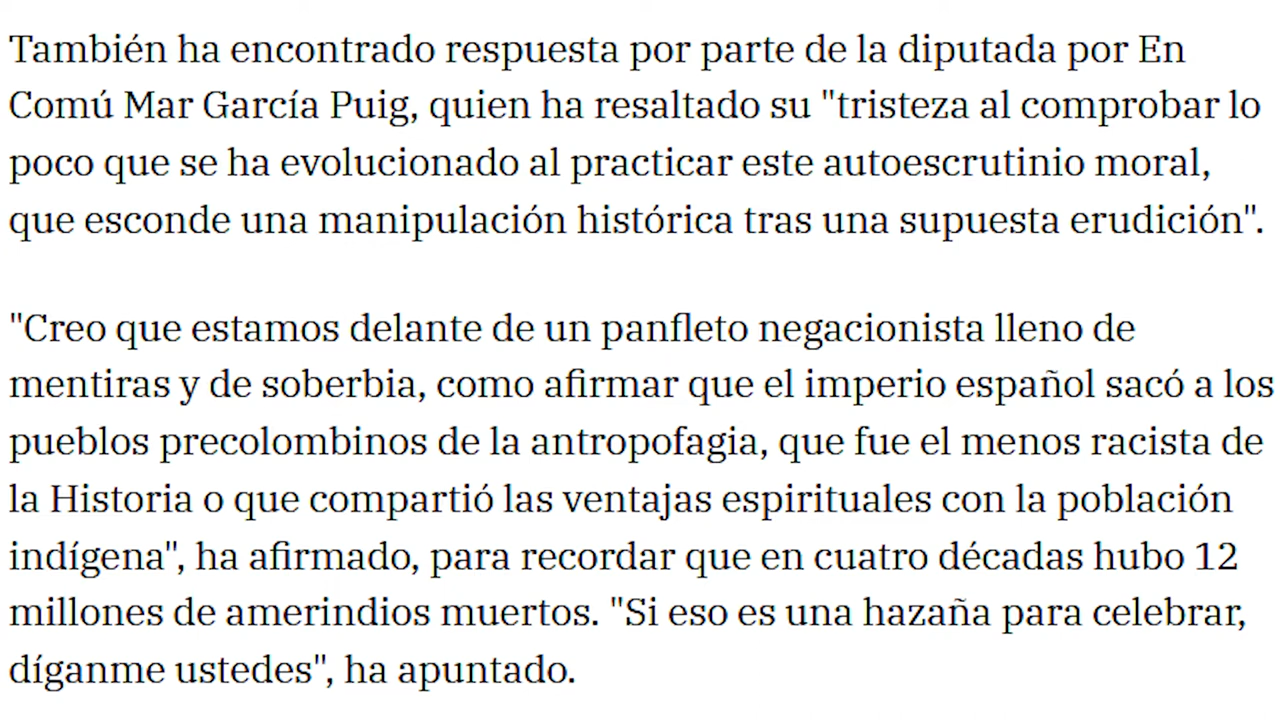 También ha encontrado respuesta por parte de la diputada por En
Comú Mar García Puig, quien ha resaltado su "tristeza al comprobar lo
poco que se ha evolucionado al practicar este autoescrutinio moral,
que esconde una manipulación histórica tras una supuesta erudición".
"Creo que estamos delante de un panfleto negacionista lleno de
mentiras y de soberbia, como afirmar que el imperio español sacó a los
pueblos precolombinos de la antropofagia, que fue el menos racista de
la Historia o que compartió las ventajas espirituales con la población
indígena", ha afirmado, para recordar que en cuatro décadas hubo 12
millones de amerindios muertos. "Si eso es una hazaña para celebrar,
díganme ustedes", ha apuntado.